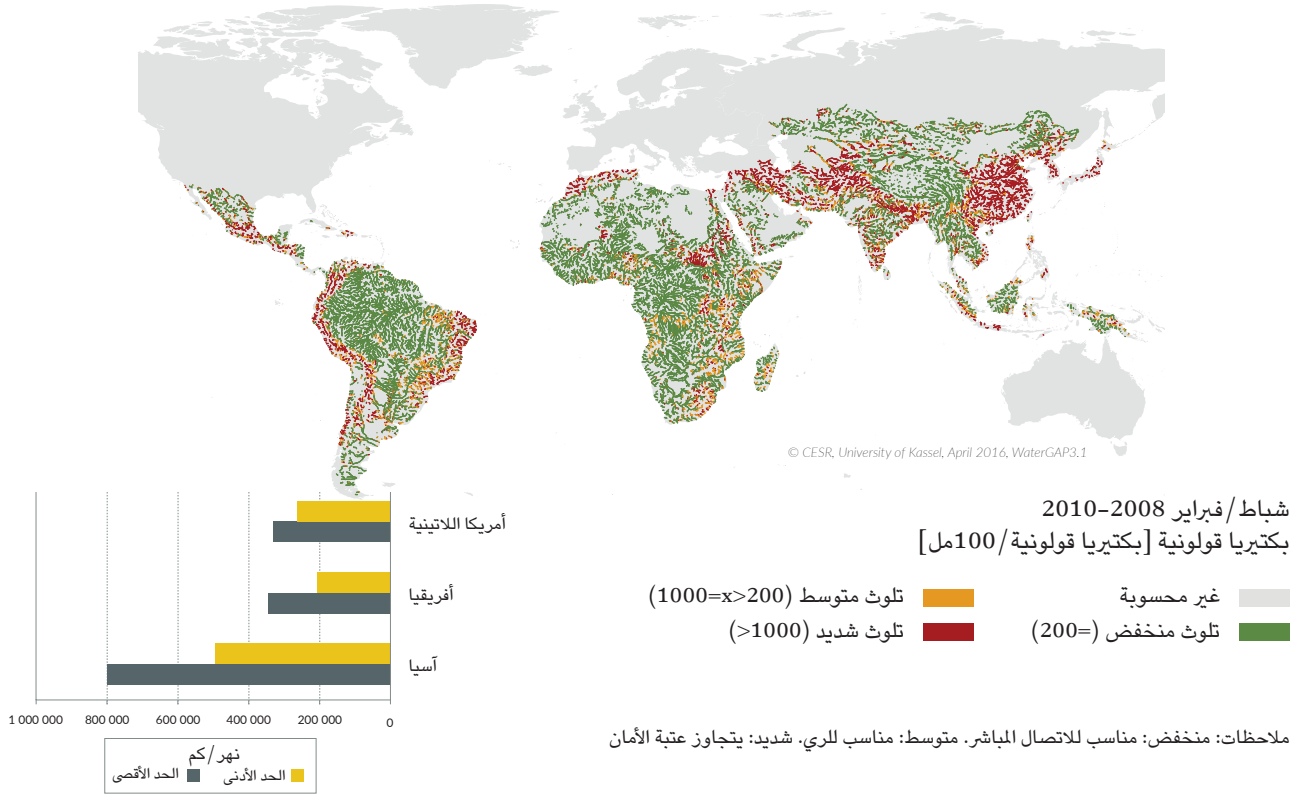 © CESR, University of Kassel, April 2016, WaterGAP3.1
شباط/فبراير 2008-2010
بكتيريا قولونية [بكتيريا قولونية/100مل]
غير محسوبة
تلوث متوسط (200<x=1000)
تلوث منخفض (=200)
تلوث شديد (>1000)
ملاحظات: منخفض: مناسب للاتصال المباشر. متوسط: مناسب للري. شديد: يتجاوز عتبة الأمان
أمريكا اللاتينية
أفريقيا
آسيا
1 000 000 800 000 600 000 400 000 200 000 0
نهر/كم
الحد الأدنى
الحد الأقصى